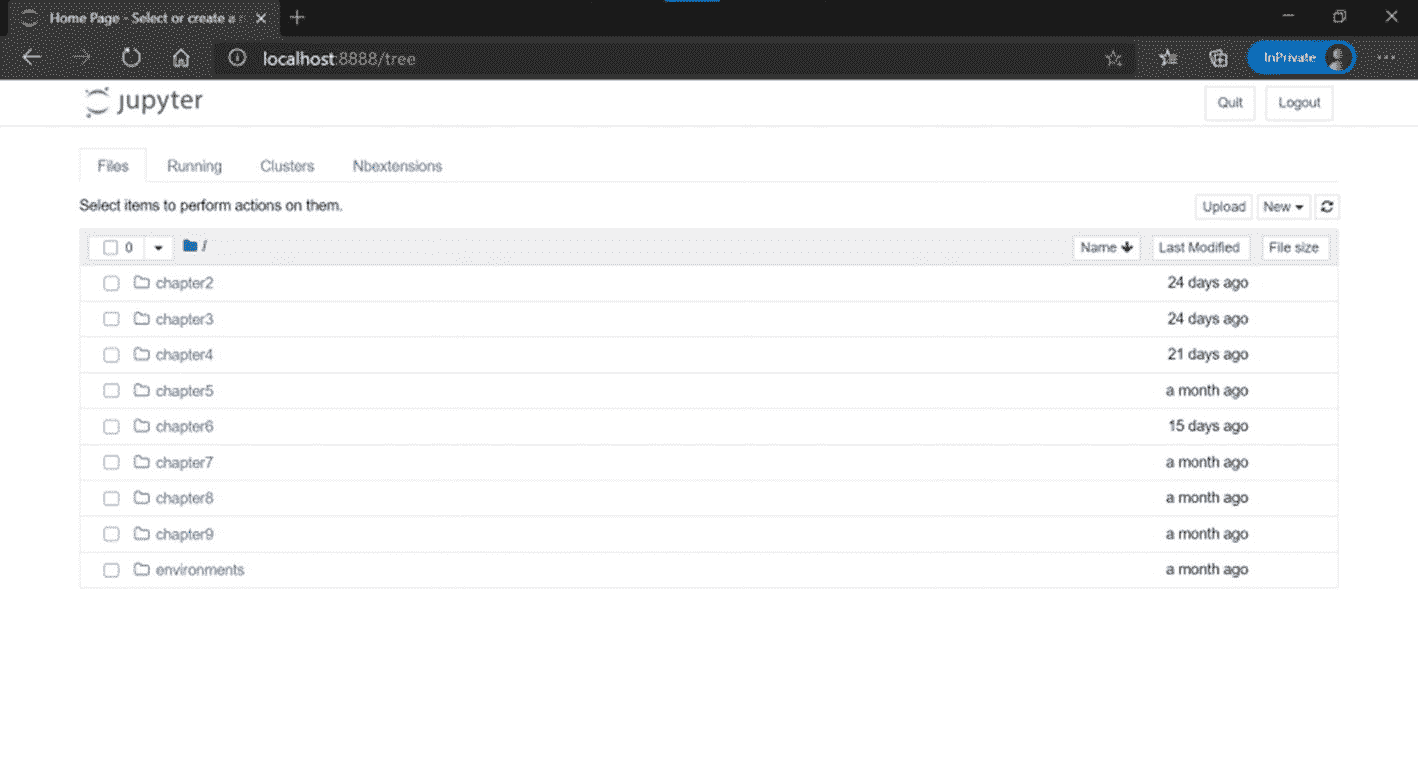 Home Page - Select or create a
localhost:8888/tree
InPrivate
jupyter
Quit
Logout
Files
Running
Clusters
Nbextensions
Select items to perform actions on them.
Upload
New
0
/
Name
Last Modified
File size
chapter2
24 days ago
chapter3
24 days ago
chapter4
21 days ago
chapter5
a month ago
chapter6
15 days ago
chapter7
a month ago
chapter8
a month ago
chapter9
a month ago
environments
a month ago